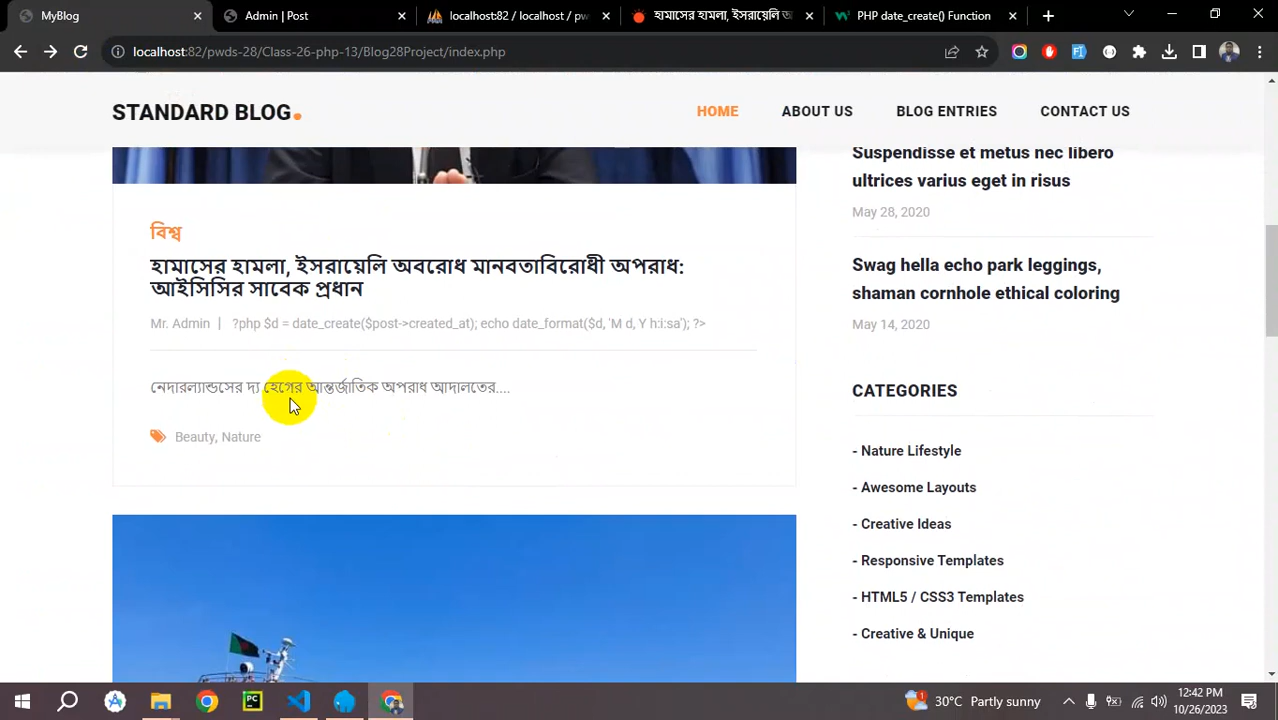 MyBlog
Admin | Post
localhost:82 / localhost / pw
হামাসের হামলা, ইসরায়েলি অ
PHP date_create() Function
localhost:82/pwds-28/Class-26-php-13/Blog28Project/index.php
STANDARD BLOG.
HOME
ABOUT US
BLOG ENTRIES
CONTACT US
বিশ্ব
হামাসের হামলা, ইসরায়েলি অবরোধ মানবতাবিরোধী অপরাধ:
আইসিসির সাবেক প্রধান
Mr. Admin | ?php $d = date_create($post->created_at); echo date_format($d, 'M d, Y h:i:sa'); ?>
নেদারল্যান্ডসের দ্য হেগের আন্তর্জাতিক অপরাধ আদালতের....
Beauty, Nature
Suspendisse et metus nec libero
ultrices varius eget in risus
May 28, 2020
Swag hella echo park leggings,
shaman cornhole ethical coloring
May 14, 2020
CATEGORIES
- Nature Lifestyle
- Awesome Layouts
- Creative Ideas
- Responsive Templates
- HTML5 / CSS3 Templates
- Creative & Unique
30°C Partly sunny
12:42 PM
10/26/2023